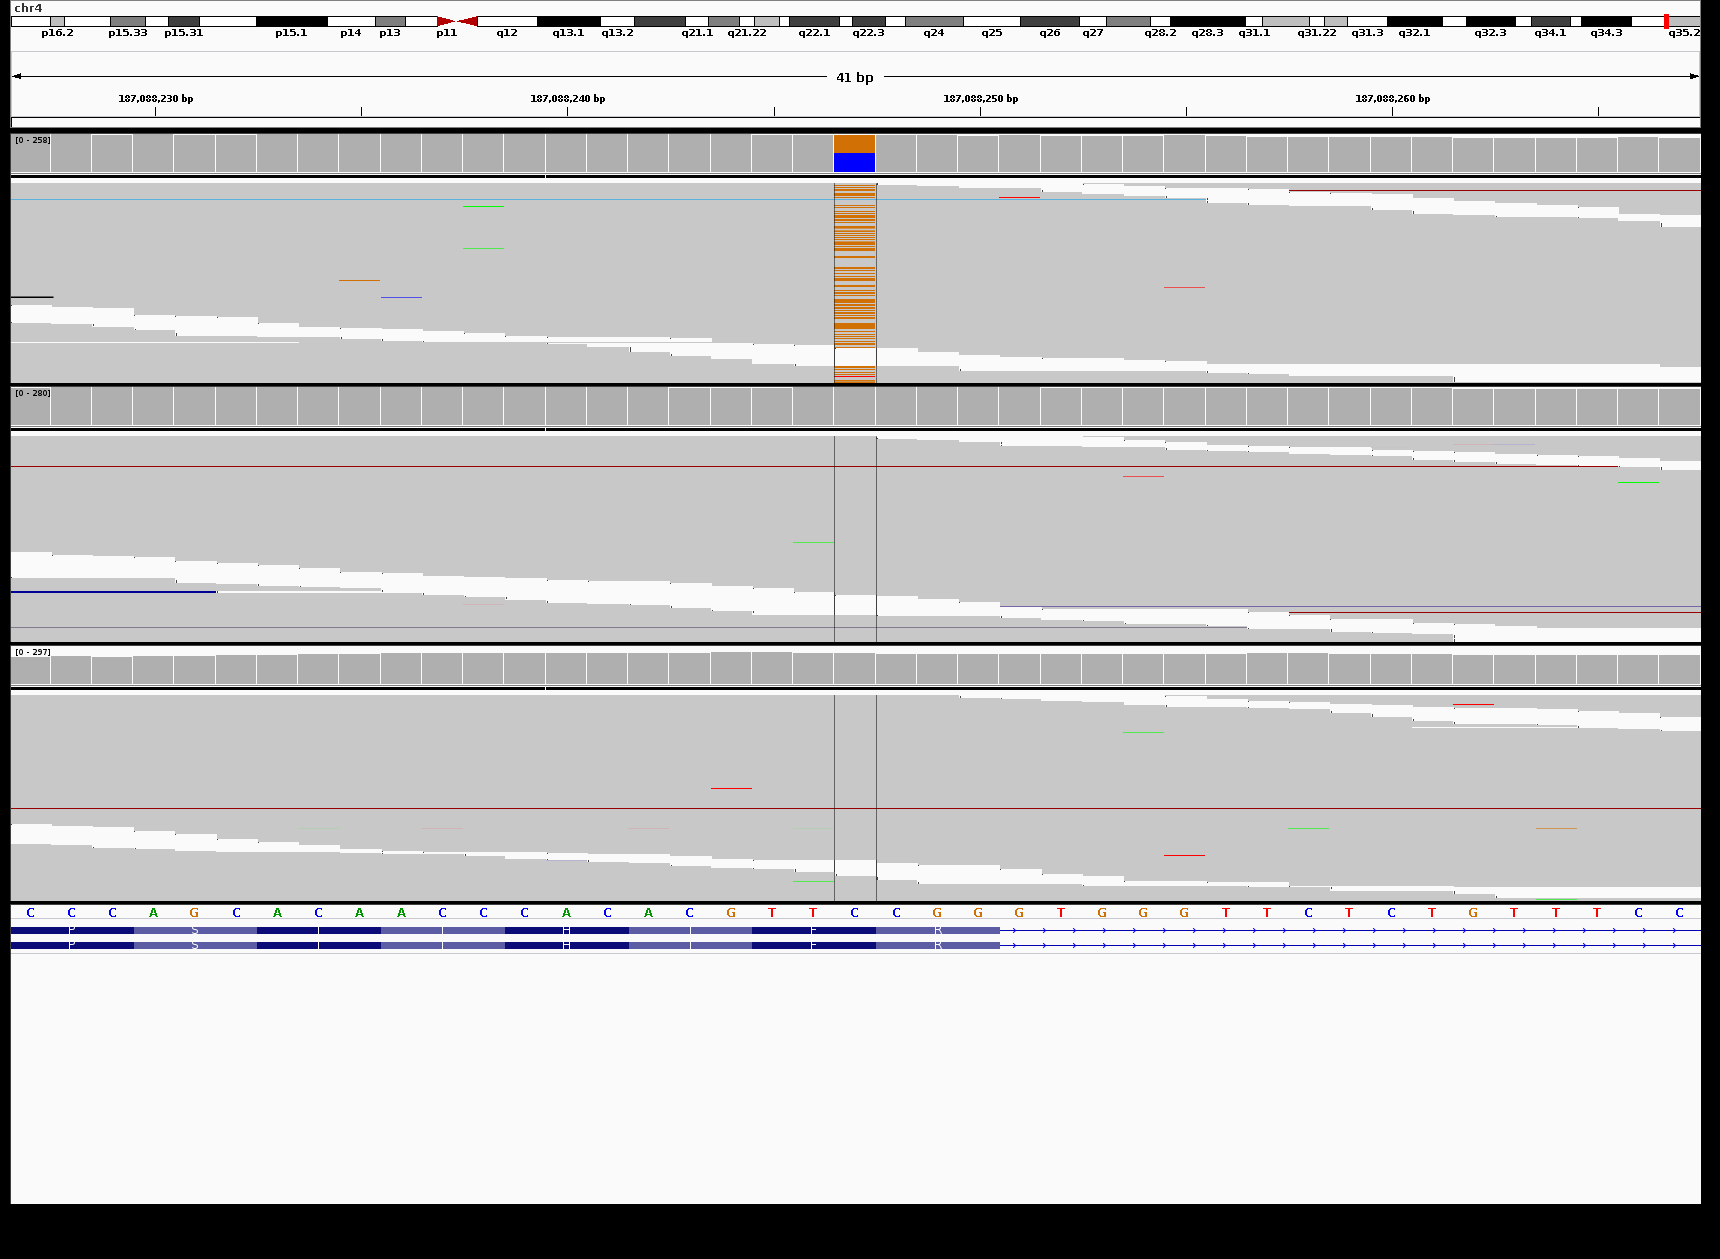 chr4
p16.2 p15.33 p15.31 p15.1 p14 p13 p11 q12 q13.1 q13.2 q21.1 q21.22 q22.1 q22.3 q24 q25 q26 q27 q28.2 q28.3 q31.1 q31.22 q31.3 q32.1 q32.3 q34.1 q34.3 q35.2
41 bp
187,088,230 bp 187,088,240 bp 187,088,250 bp 187,088,260 bp
[0 - 258]
[0 - 280]
[0 - 297]
C C C A G C A C A A C C C A C A C G T T C C G G G T G G G T T C T C T G T T T C C
P S T T H T F R
P S T T H T F R